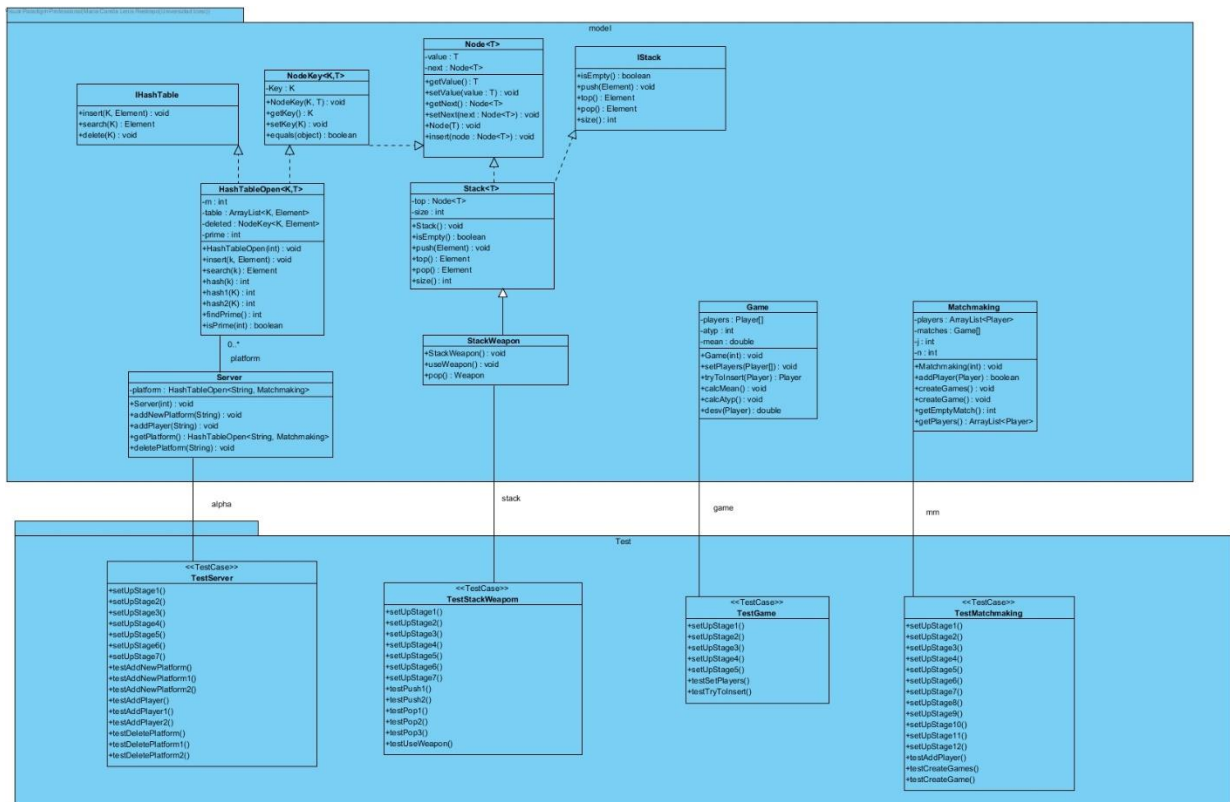 model
IHashTable
+insert(K, Element) : void
+search(K) : Element
+delete(K) : void
NodeKey<K,T>
-Key : K
+NodeKey(K, T) : void
+getKey() : K
+setKey(K) : void
+equals(object) : boolean
Node<T>
-value : T
-next : Node<T>
+getValue() : T
+setValue(value : T) : void
+getNext() : Node<T>
+setNext(next : Node<T>) : void
+Node(T) : void
+insert(node : Node<T>) : void
IStack
+isEmpty() : boolean
+push(Element) : void
+top() : Element
+pop() : Element
+size() : int
HashTableOpen<K,T>
-m : int
-table : ArrayList<K, Element>
-deleted : NodeKey<K, Element>
-prime : int
+HashTableOpen(int) : void
+insert(k, Element) : void
+search(k) : Element
+hash(k) : int
+hash1(K) : int
+hash2(K) : int
+findPrime() : int
+isPrime(int) : boolean
Stack<T>
-top : Node<T>
-size : int
+Stack() : void
+isEmpty() : boolean
+push(Element) : void
+top() : Element
+pop() : Element
+size() : int
0..*
platform
Server
-platform : HashTableOpen<String, Matchmaking>
+Server(int) : void
+addNewPlatform(String) : void
+addPlayer(String) : void
+getPlatform() : HashTableOpen<String, Matchmaking>
+deletePlatform(String) : void
StackWeapon
+StackWeapon() : void
+useWeapon() : void
+pop() : Weapon
Game
-players : Player[]
-atyp : int
-mean : double
+Game(int) : void
+setPlayers(Player[]) : void
+tryToInsert(Player) : Player
+calcMean() : void
+calcAtyp() : void
+desv(Player) : double
Matchmaking
-players : ArrayList<Player>
-matches : Game[]
-j : int
-n : int
+Matchmaking(int) : void
+addPlayer(Player) : boolean
+createGames() : void
+createGame() : void
+getEmptyMatch() : int
+getPlayers() : ArrayList<Player>
alpha
stack
game
mm
Test
<<TestCase>>
TestServer
+setUpStage1()
+setUpStage2()
+setUpStage3()
+setUpStage4()
+setUpStage5()
+setUpStage6()
+setUpStage7()
+testAddNewPlatform()
+testAddNewPlatform1()
+testAddNewPlatform2()
+testAddPlayer()
+testAddPlayer1()
+testAddPlayer2()
+testDeletePlatform()
+testDeletePlatform1()
+testDeletePlatform2()
<<TestCase>>
TestStackWeapom
+setUpStage1()
+setUpStage2()
+setUpStage3()
+setUpStage4()
+setUpStage5()
+setUpStage6()
+setUpStage7()
+testPush1()
+testPush2()
+testPop1()
+testPop2()
+testPop3()
+testUseWeapon()
<<TestCase>>
TestGame
+setUpStage1()
+setUpStage2()
+setUpStage3()
+setUpStage4()
+setUpStage5()
+testSetPlayers()
+testTryToInsert()
<<TestCase>>
TestMatchmaking
+setUpStage1()
+setUpStage2()
+setUpStage3()
+setUpStage4()
+setUpStage5()
+setUpStage6()
+setUpStage7()
+setUpStage8()
+setUpStage9()
+setUpStage10()
+setUpStage11()
+setUpStage12()
+testAddPlayer()
+testCreateGames()
+testCreateGame()